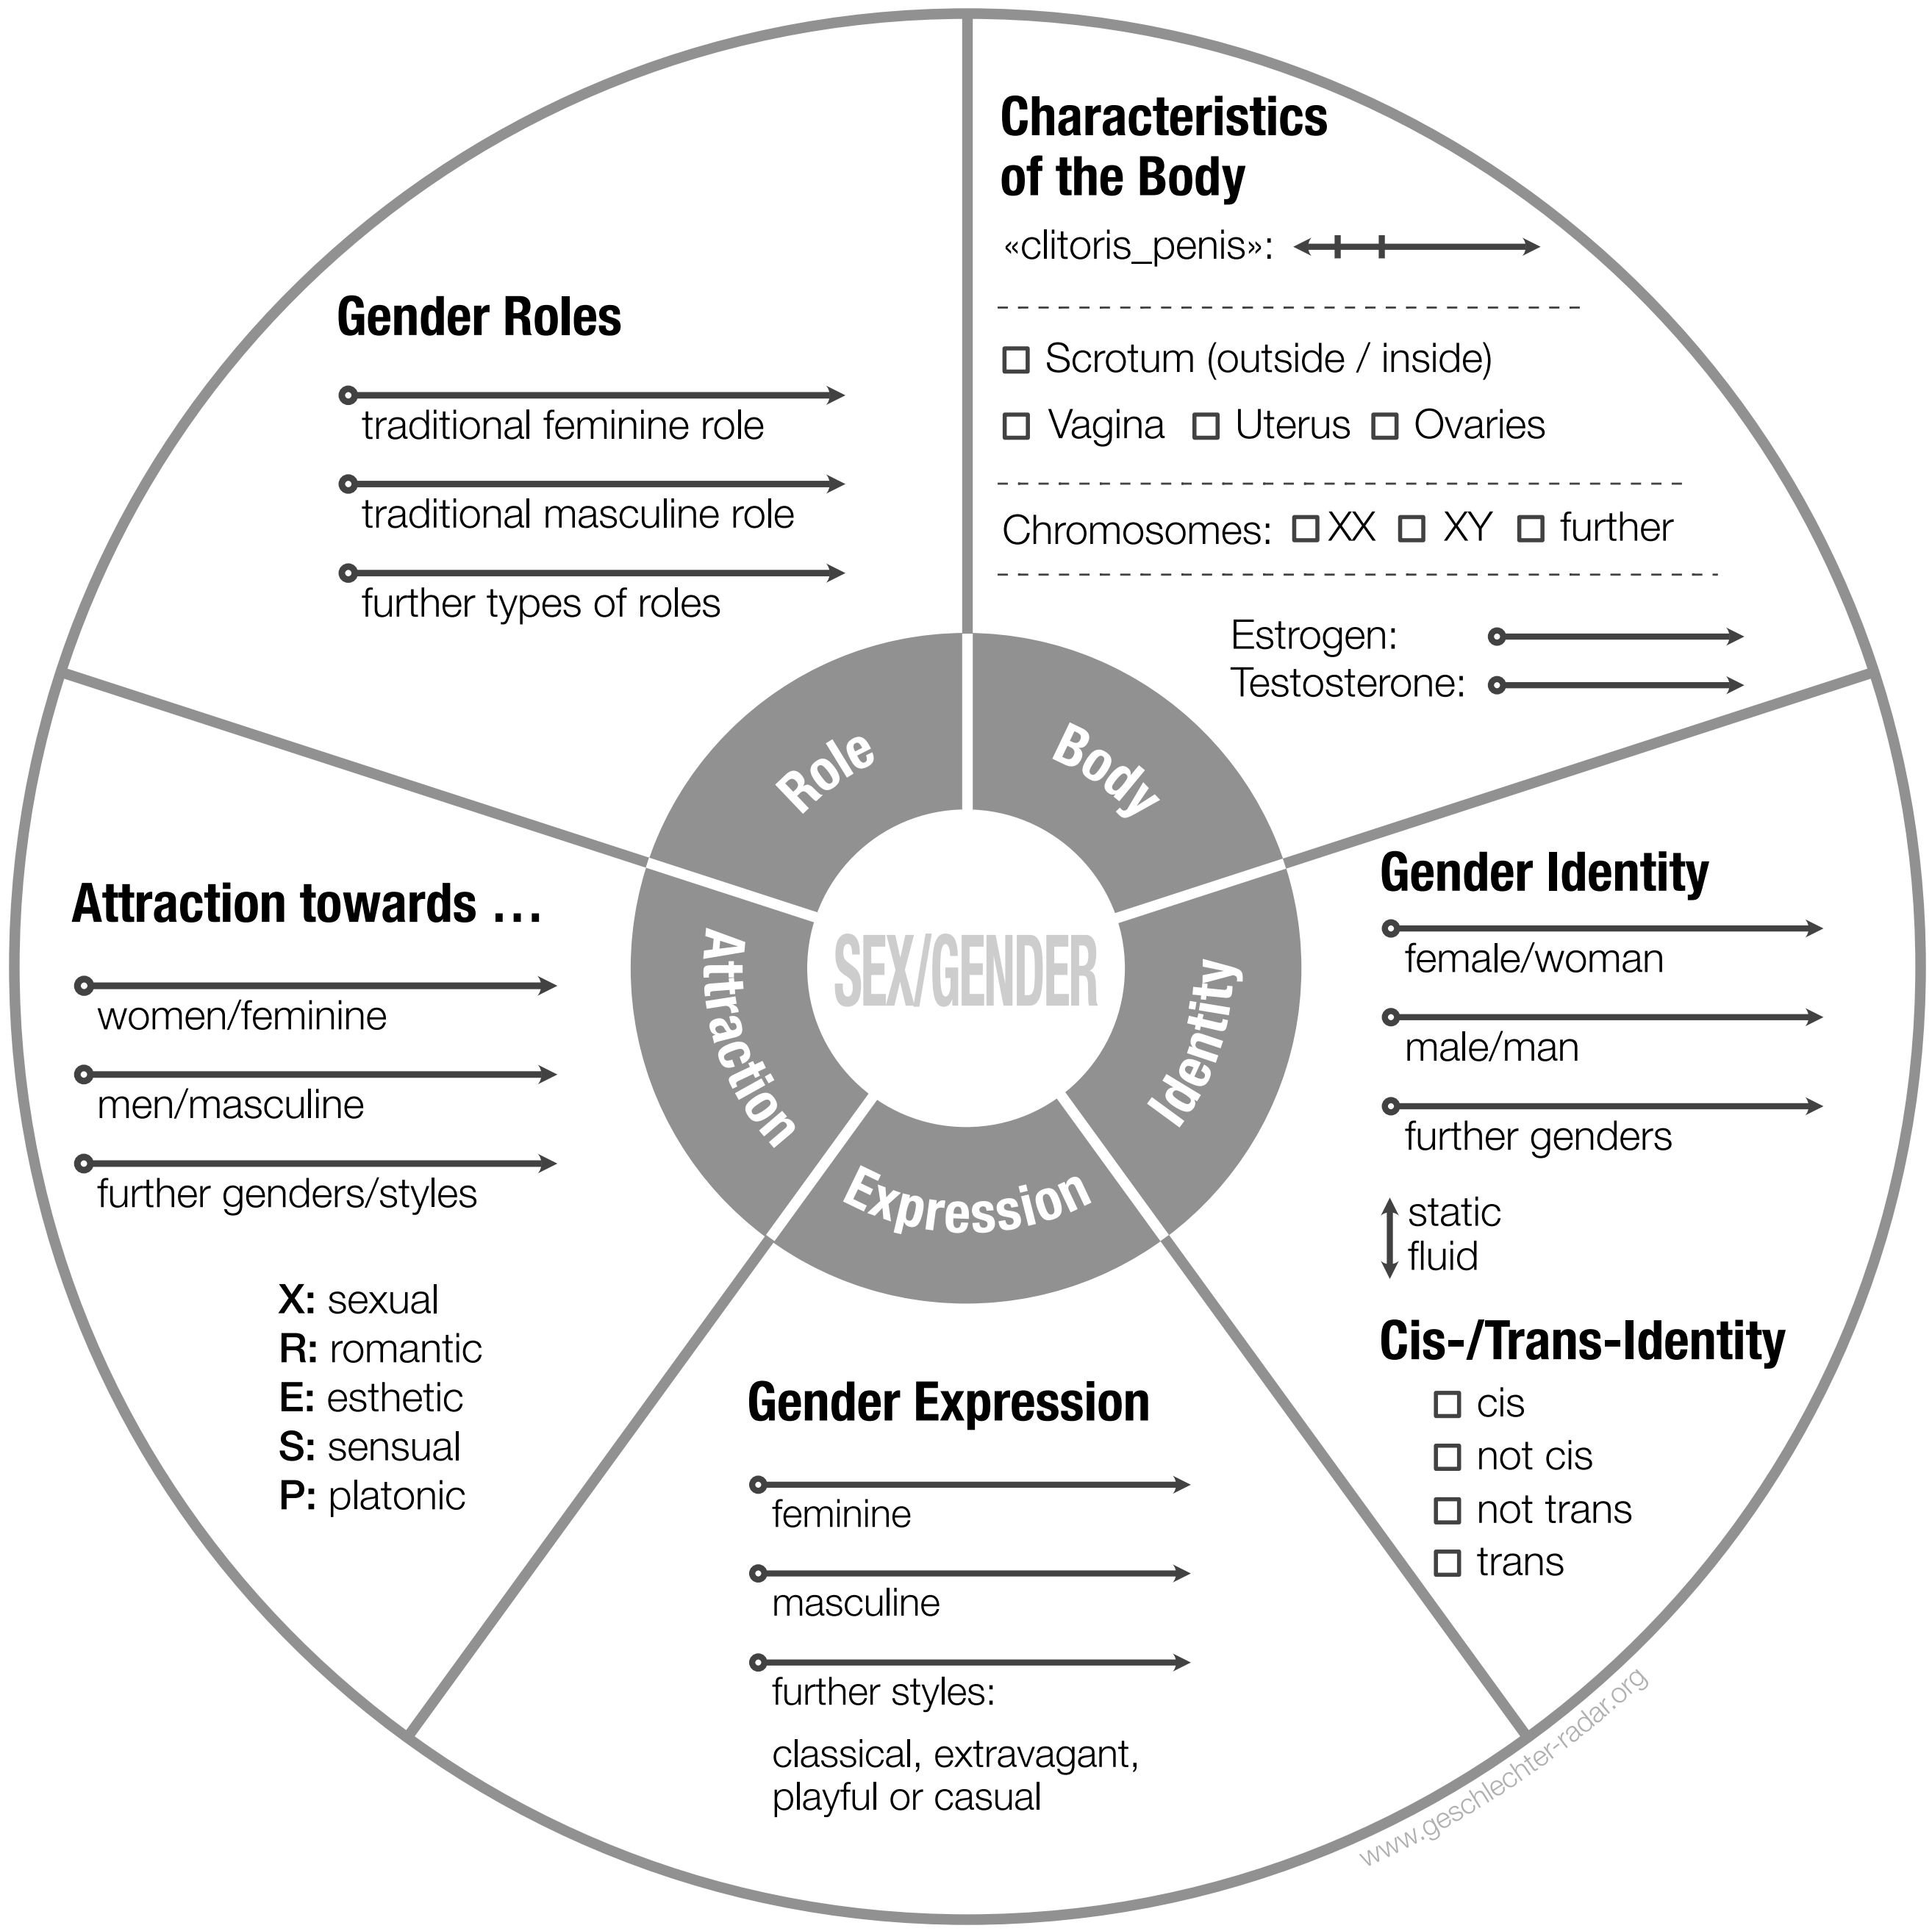 Characteristics
of the Body
«clitoris_penis»:
Scrotum (outside / inside)
Vagina Uterus Ovaries
Chromosomes: XX XY further
Estrogen:
Testosterone:
Gender Identity
female/woman
male/man
further genders
static
fluid
Cis-/Trans-Identity
cis
not cis
not trans
trans
Gender Expression
feminine
masculine
further styles:
classical, extravagant,
playful or casual
Attraction towards …
women/feminine
men/masculine
further genders/styles
X: sexual
R: romantic
E: esthetic
S: sensual
P: platonic
Gender Roles
traditional feminine role
traditional masculine role
further types of roles
Role
Body
Identity
Expression
Attraction
SEX/GENDER
www.geschlechter-radar.org